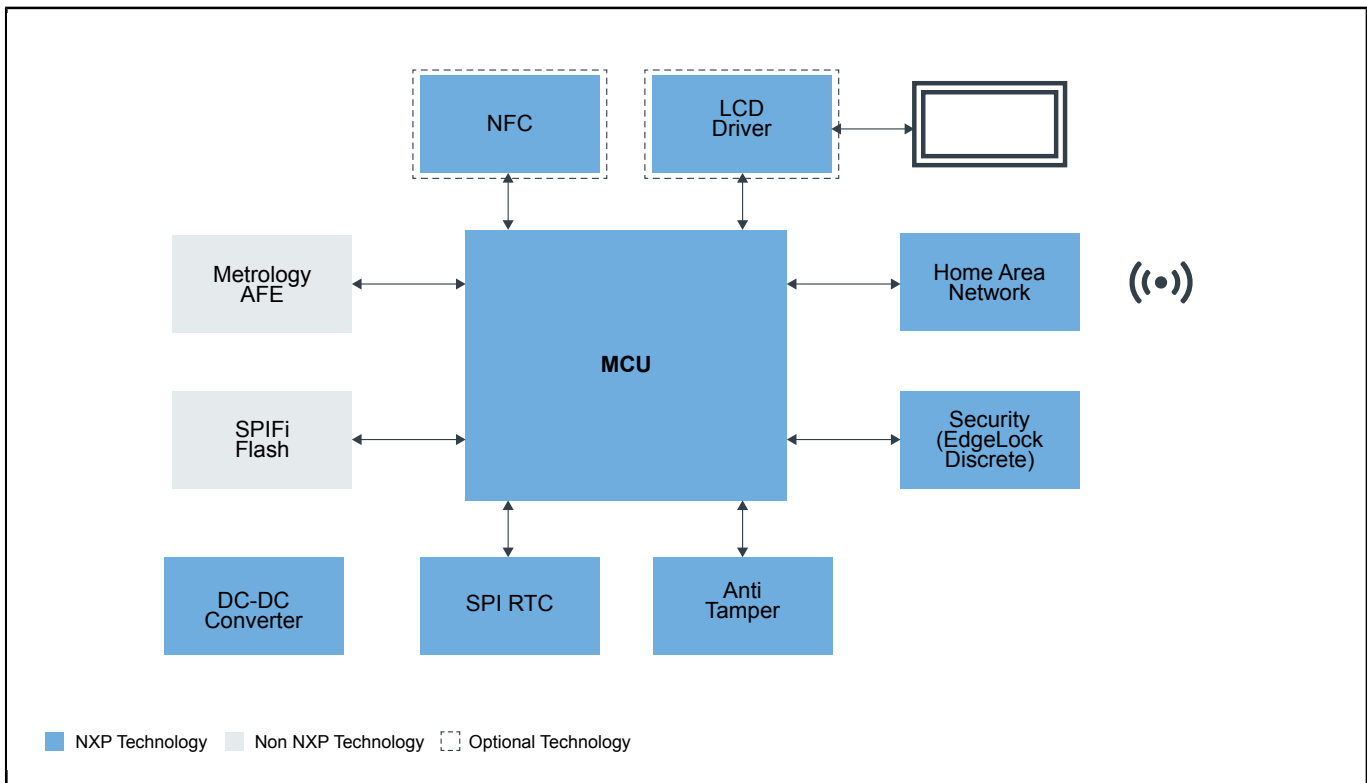 NFC
LCD
Driver
Metrology
AFE
Home Area
Network
MCU
SPIFi
Flash
Security
(EdgeLock
Discrete)
DC-DC
Converter
SPI RTC
Anti
Tamper
NXP Technology
Non NXP Technology
Optional Technology